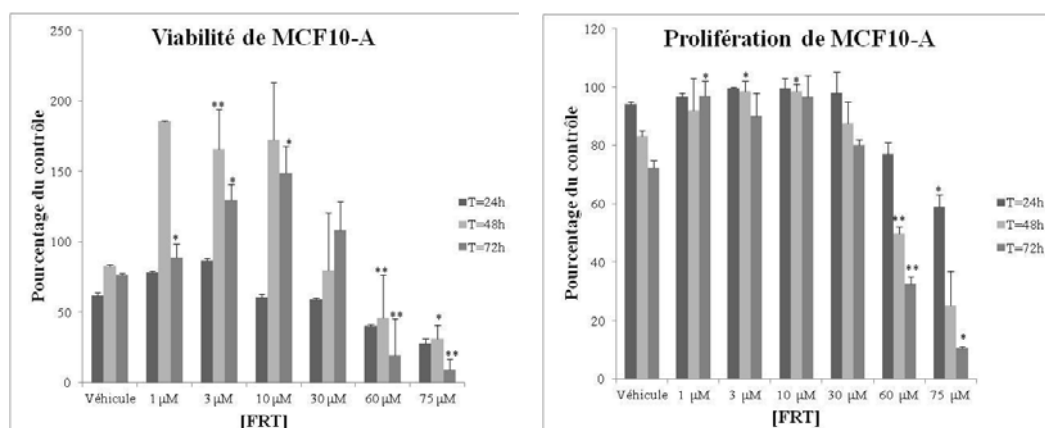 Viabilité de MCF10-A
Pourcentage du contrôle
250
200
150
100
50
0
** * * * ** ** * **
T=24h
T=48h
T=72h
Véhicule 1 µM 3 µM 10 µM 30 µM 60 µM 75 µM
[FRT]
Prolifération de MCF10-A
Pourcentage du contrôle
120
100
80
60
40
20
0
* * * ** ** * *
T=24h
T=48h
T=72h
Véhicule 1 µM 3 µM 10 µM 30 µM 60 µM 75 µM
[FRT]